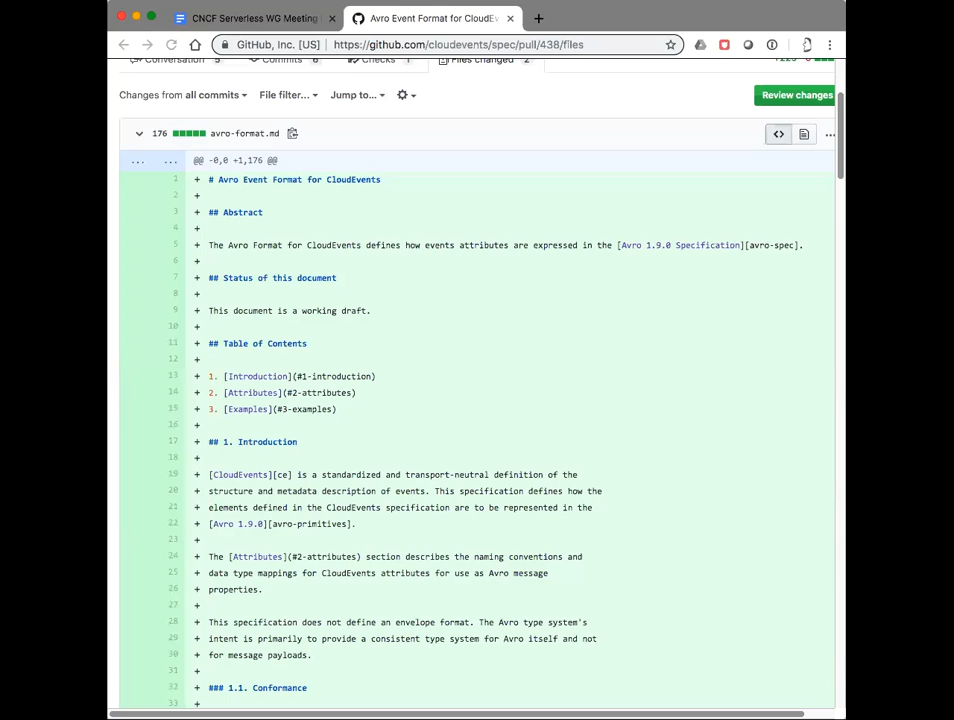 CNCF Serverless WG Meeting
Avro Event Format for CloudEv
GitHub, Inc. [US] https://github.com/cloudevents/spec/pull/438/files
Conversation 5 Commits 6 Checks 1 Files changed 2
Changes from all commits File filter... Jump to...
Review changes
176 avro-format.md
... ... @@ -0,0 +1,176 @@
1 + # Avro Event Format for CloudEvents
2 +
3 + ## Abstract
4 +
5 + The Avro Format for CloudEvents defines how events attributes are expressed in the [Avro 1.9.0 Specification][avro-spec].
6 +
7 + ## Status of this document
8 +
9 + This document is a working draft.
10 +
11 + ## Table of Contents
12 +
13 + 1. [Introduction](#1-introduction)
14 + 2. [Attributes](#2-attributes)
15 + 3. [Examples](#3-examples)
16 +
17 + ## 1. Introduction
18 +
19 + [CloudEvents][ce] is a standardized and transport-neutral definition of the
20 + structure and metadata description of events. This specification defines how the
21 + elements defined in the CloudEvents specification are to be represented in the
22 + [Avro 1.9.0][avro-primitives].
23 +
24 + The [Attributes](#2-attributes) section describes the naming conventions and
25 + data type mappings for CloudEvents attributes for use as Avro message
26 + properties.
27 +
28 + This specification does not define an envelope format. The Avro type system's
29 + intent is primarily to provide a consistent type system for Avro itself and not
30 + for message payloads.
31 +
32 + ### 1.1. Conformance
33 +